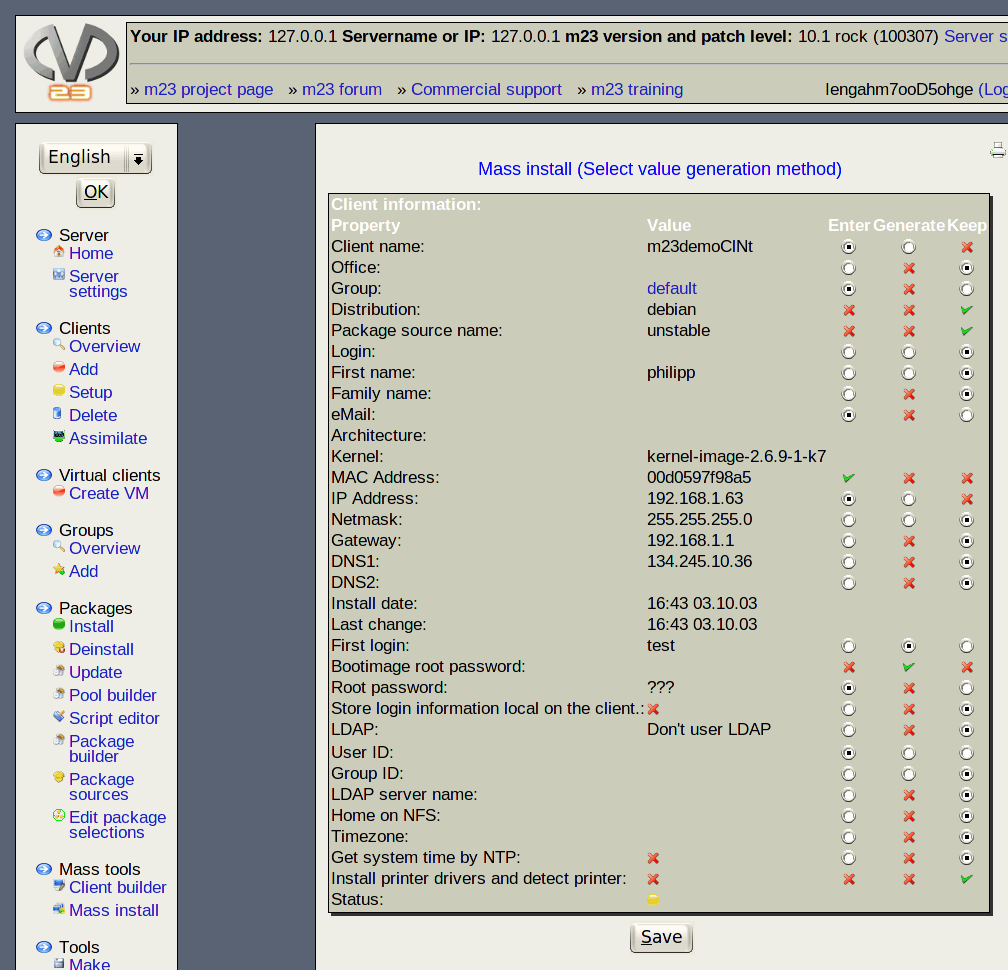 Your IP address: 127.0.0.1 Servername or IP: 127.0.0.1 m23 version and patch level: 10.1 rock (100307) Server s
» m23 project page » m23 forum » Commercial support » m23 training Iengahm7ooD5ohge (Log
23
English
OK
Server
Home
Server
settings
Clients
Overview
Add
Setup
Delete
Assimilate
Virtual clients
Create VM
Groups
Overview
Add
Packages
Install
Deinstall
Update
Pool builder
Script editor
Package
builder
Package
sources
Edit package
selections
Mass tools
Client builder
Mass install
Tools
Make
Mass install (Select value generation method)
Client information:
Property Value Enter Generate Keep
Client name: m23demoClNt
Office:
Group: default
Distribution: debian
Package source name: unstable
Login:
First name: philipp
Family name:
eMail:
Architecture:
Kernel: kernel-image-2.6.9-1-k7
MAC Address: 00d0597f98a5
IP Address: 192.168.1.63
Netmask: 255.255.255.0
Gateway: 192.168.1.1
DNS1: 134.245.10.36
DNS2:
Install date: 16:43 03.10.03
Last change: 16:43 03.10.03
First login: test
Bootimage root password:
Root password: ???
Store login information local on the client.:
LDAP: Don't user LDAP
User ID:
Group ID:
LDAP server name:
Home on NFS:
Timezone:
Get system time by NTP:
Install printer drivers and detect printer:
Status:
Save